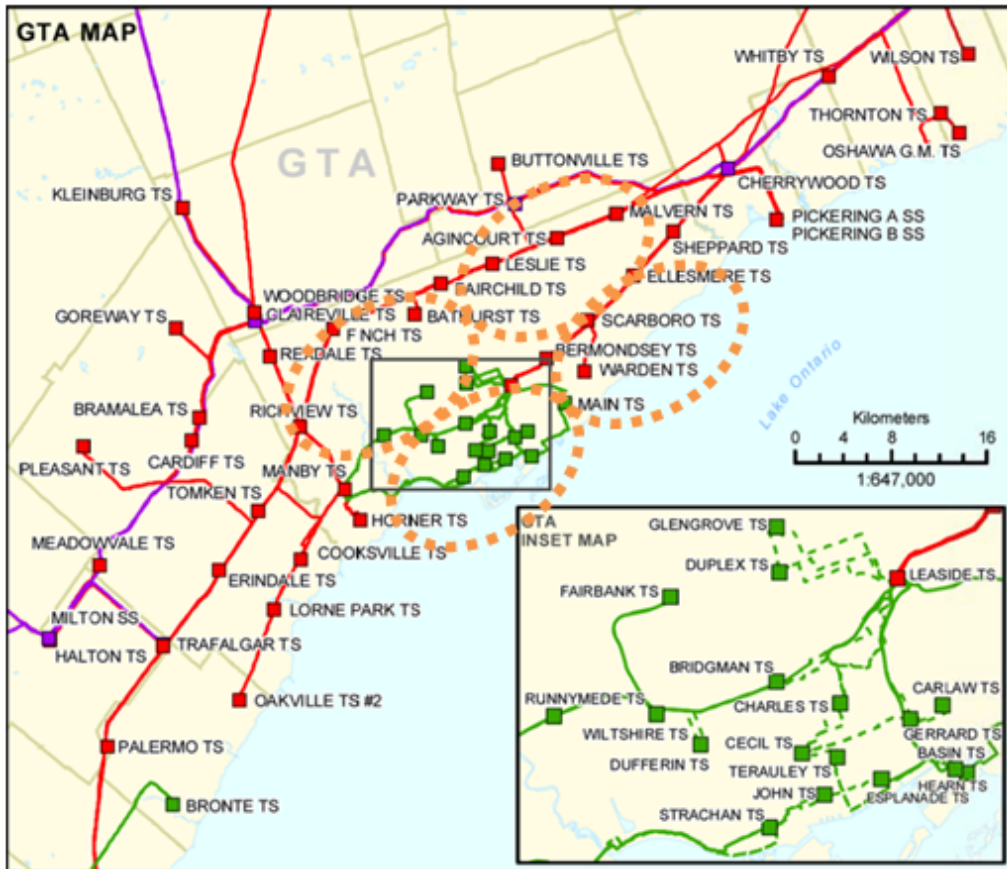 GTA MAP
GTA
WHITBY TS
WILSON TS
THORNTON TS
OSHAWA G.M. TS
BUTTONVILLE TS
CHERRYWOOD TS
KLEINBURG TS
PARKWAY TS
MALVERN TS
PICKERING A SS
PICKERING B SS
AGINCOURT TS
SHEPPARD TS
LESLIE TS
ELLESMERE TS
FAIRCHILD TS
WOODBRIDGE TS
CLAIREVILLE TS
BATHURST TS
GOREWAY TS
FINCH TS
SCARBORO TS
REXDALE TS
BERMONDSEY TS
WARDEN TS
Lake Ontario
BRAMALEA TS
RICHVIEW TS
MAIN TS
Kilometers
0 4 8 16
1:647,000
PLEASANT TS
CARDIFF TS
MANBY TS
TOMKEN TS
HORNER TS
MEADOWVALE TS
COOKSVILLE TS
ERINDALE TS
LORNE PARK TS
MILTON SS
HALTON TS
TRAFALGAR TS
OAKVILLE TS #2
PALERMO TS
BRONTE TS
GTA
INSET MAP
GLENGROVE TS
DUPLEX TS
LEASIDE TS
FAIRBANK TS
BRIDGMAN TS
RUNNYMEDE TS
CHARLES TS
CARLAW TS
WILTSHIRE TS
CECIL TS
GERRARD TS
DUFFERIN TS
BASIN TS
TERAULEY TS
HEARN TS
JOHN TS
ESPLANADE TS
STRACHAN TS